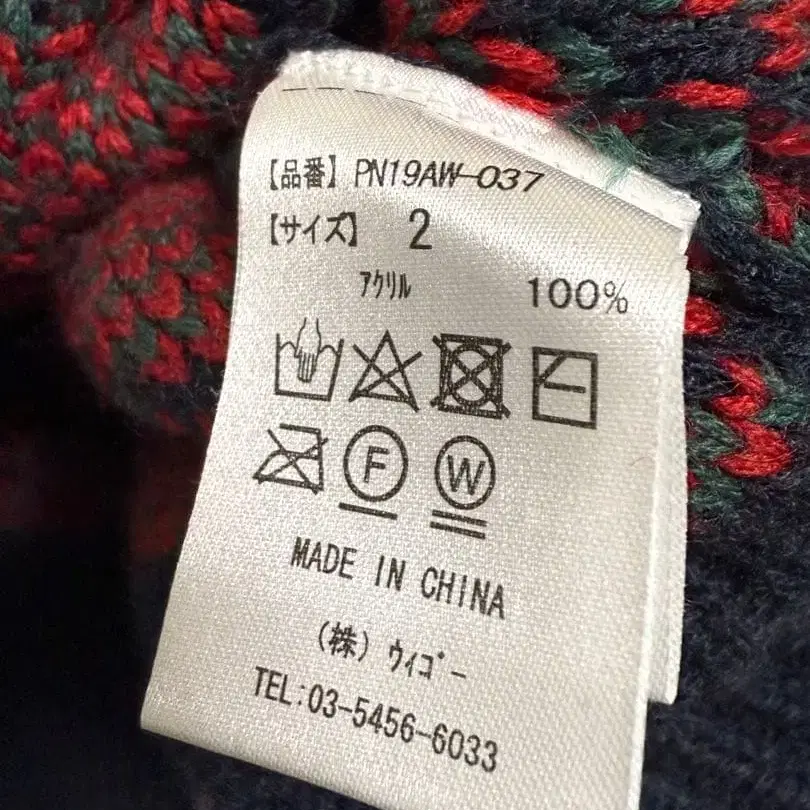 【品番】 PN19AW-037
【サイズ】 2
アクリル 100%
F W
MADE IN CHINA
(株) ウィゴー
TEL:03-5456-6033